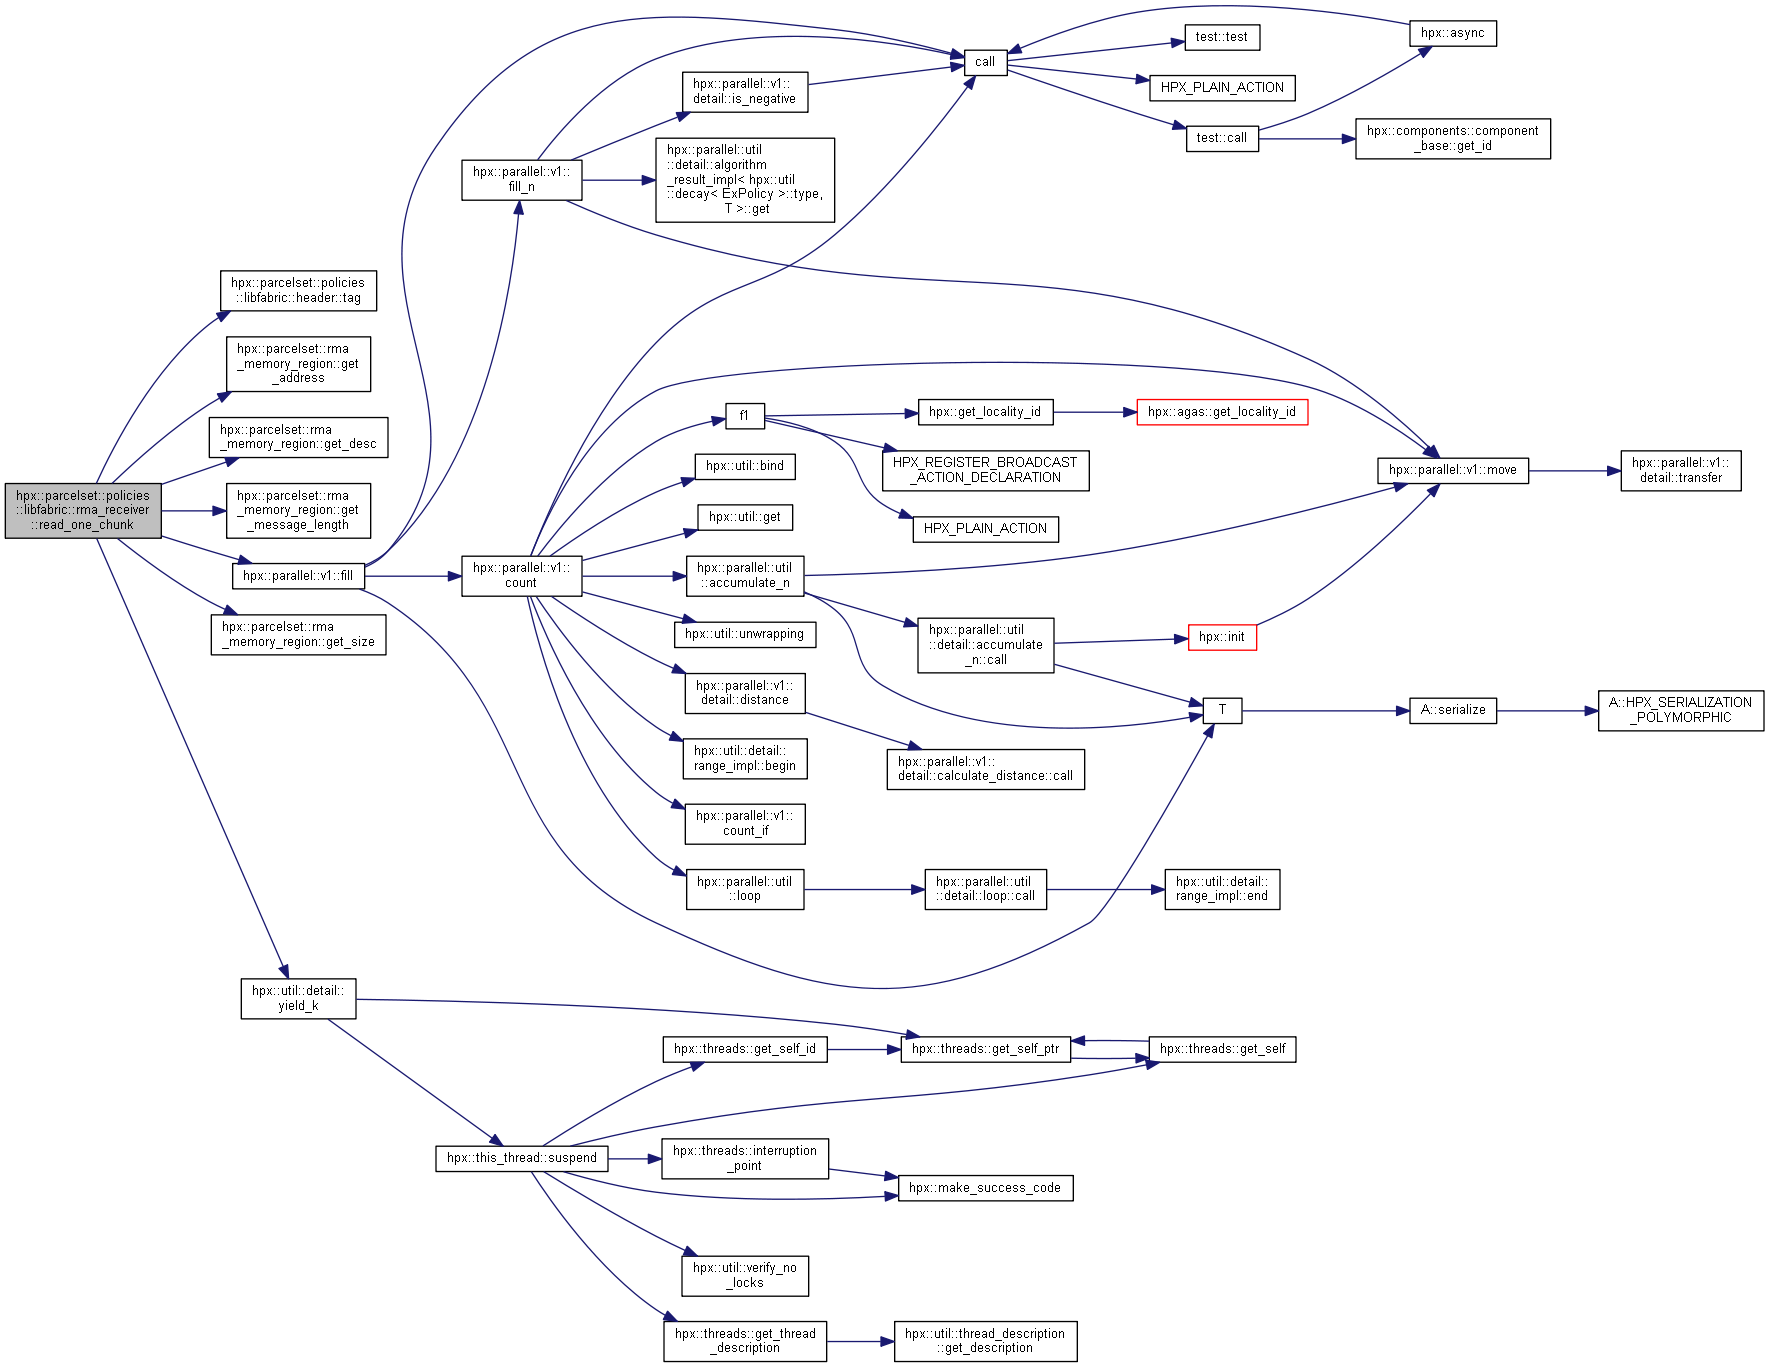 hpx::parcelset::policies
::libfabric::rma_receiver
::read_one_chunk
hpx::parcelset::policies
::libfabric::header::tag
hpx::parcelset::rma
_memory_region::get
_address
hpx::parcelset::rma
_memory_region::get_desc
hpx::parcelset::rma
_memory_region::get
_message_length
hpx::parallel::v1::fill
hpx::parcelset::rma
_memory_region::get_size
hpx::util::detail::
yield_k
hpx::parallel::v1::
fill_n
hpx::parallel::v1::
count
hpx::this_thread::suspend
hpx::parallel::v1::
detail::is_negative
hpx::parallel::util
::detail::algorithm
_result_impl< hpx::util
::decay< ExPolicy >::type,
T >::get
f1
hpx::util::bind
hpx::util::get
hpx::parallel::util
::accumulate_n
hpx::util::unwrapping
hpx::parallel::v1::
detail::distance
hpx::util::detail::
range_impl::begin
hpx::parallel::v1::
count_if
hpx::parallel::util
::loop
hpx::threads::get_self_id
hpx::threads::interruption
_point
hpx::util::verify_no
_locks
hpx::threads::get_thread
_description
call
hpx::get_locality_id
HPX_REGISTER_BROADCAST
_ACTION_DECLARATION
HPX_PLAIN_ACTION
hpx::parallel::util
::detail::accumulate
_n::call
hpx::parallel::v1::
detail::calculate_distance::call
hpx::parallel::util
::detail::loop::call
hpx::threads::get_self_ptr
hpx::make_success_code
hpx::util::thread_description
::get_description
test::test
HPX_PLAIN_ACTION
test::call
hpx::agas::get_locality_id
hpx::init
T
hpx::util::detail::
range_impl::end
hpx::threads::get_self
hpx::async
hpx::components::component
_base::get_id
hpx::parallel::v1::move
A::serialize
hpx::parallel::v1::
detail::transfer
A::HPX_SERIALIZATION
_POLYMORPHIC